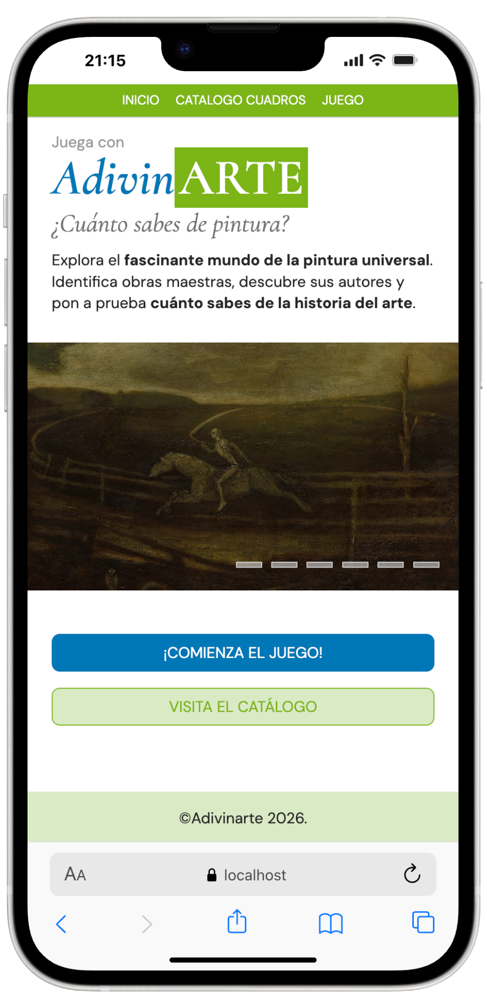 21:15
INICIO CATALOGO CUADROS JUEGO
Juega con
AdivinARTE
¿Cuánto sabes de pintura?
Explora el fascinante mundo de la pintura universal.
Identifica obras maestras, descubre sus autores y
pon a prueba cuánto sabes de la historia del arte.
¡COMIENZA EL JUEGO!
VISITA EL CATÁLOGO
©Adivinarte 2026.
AA localhost